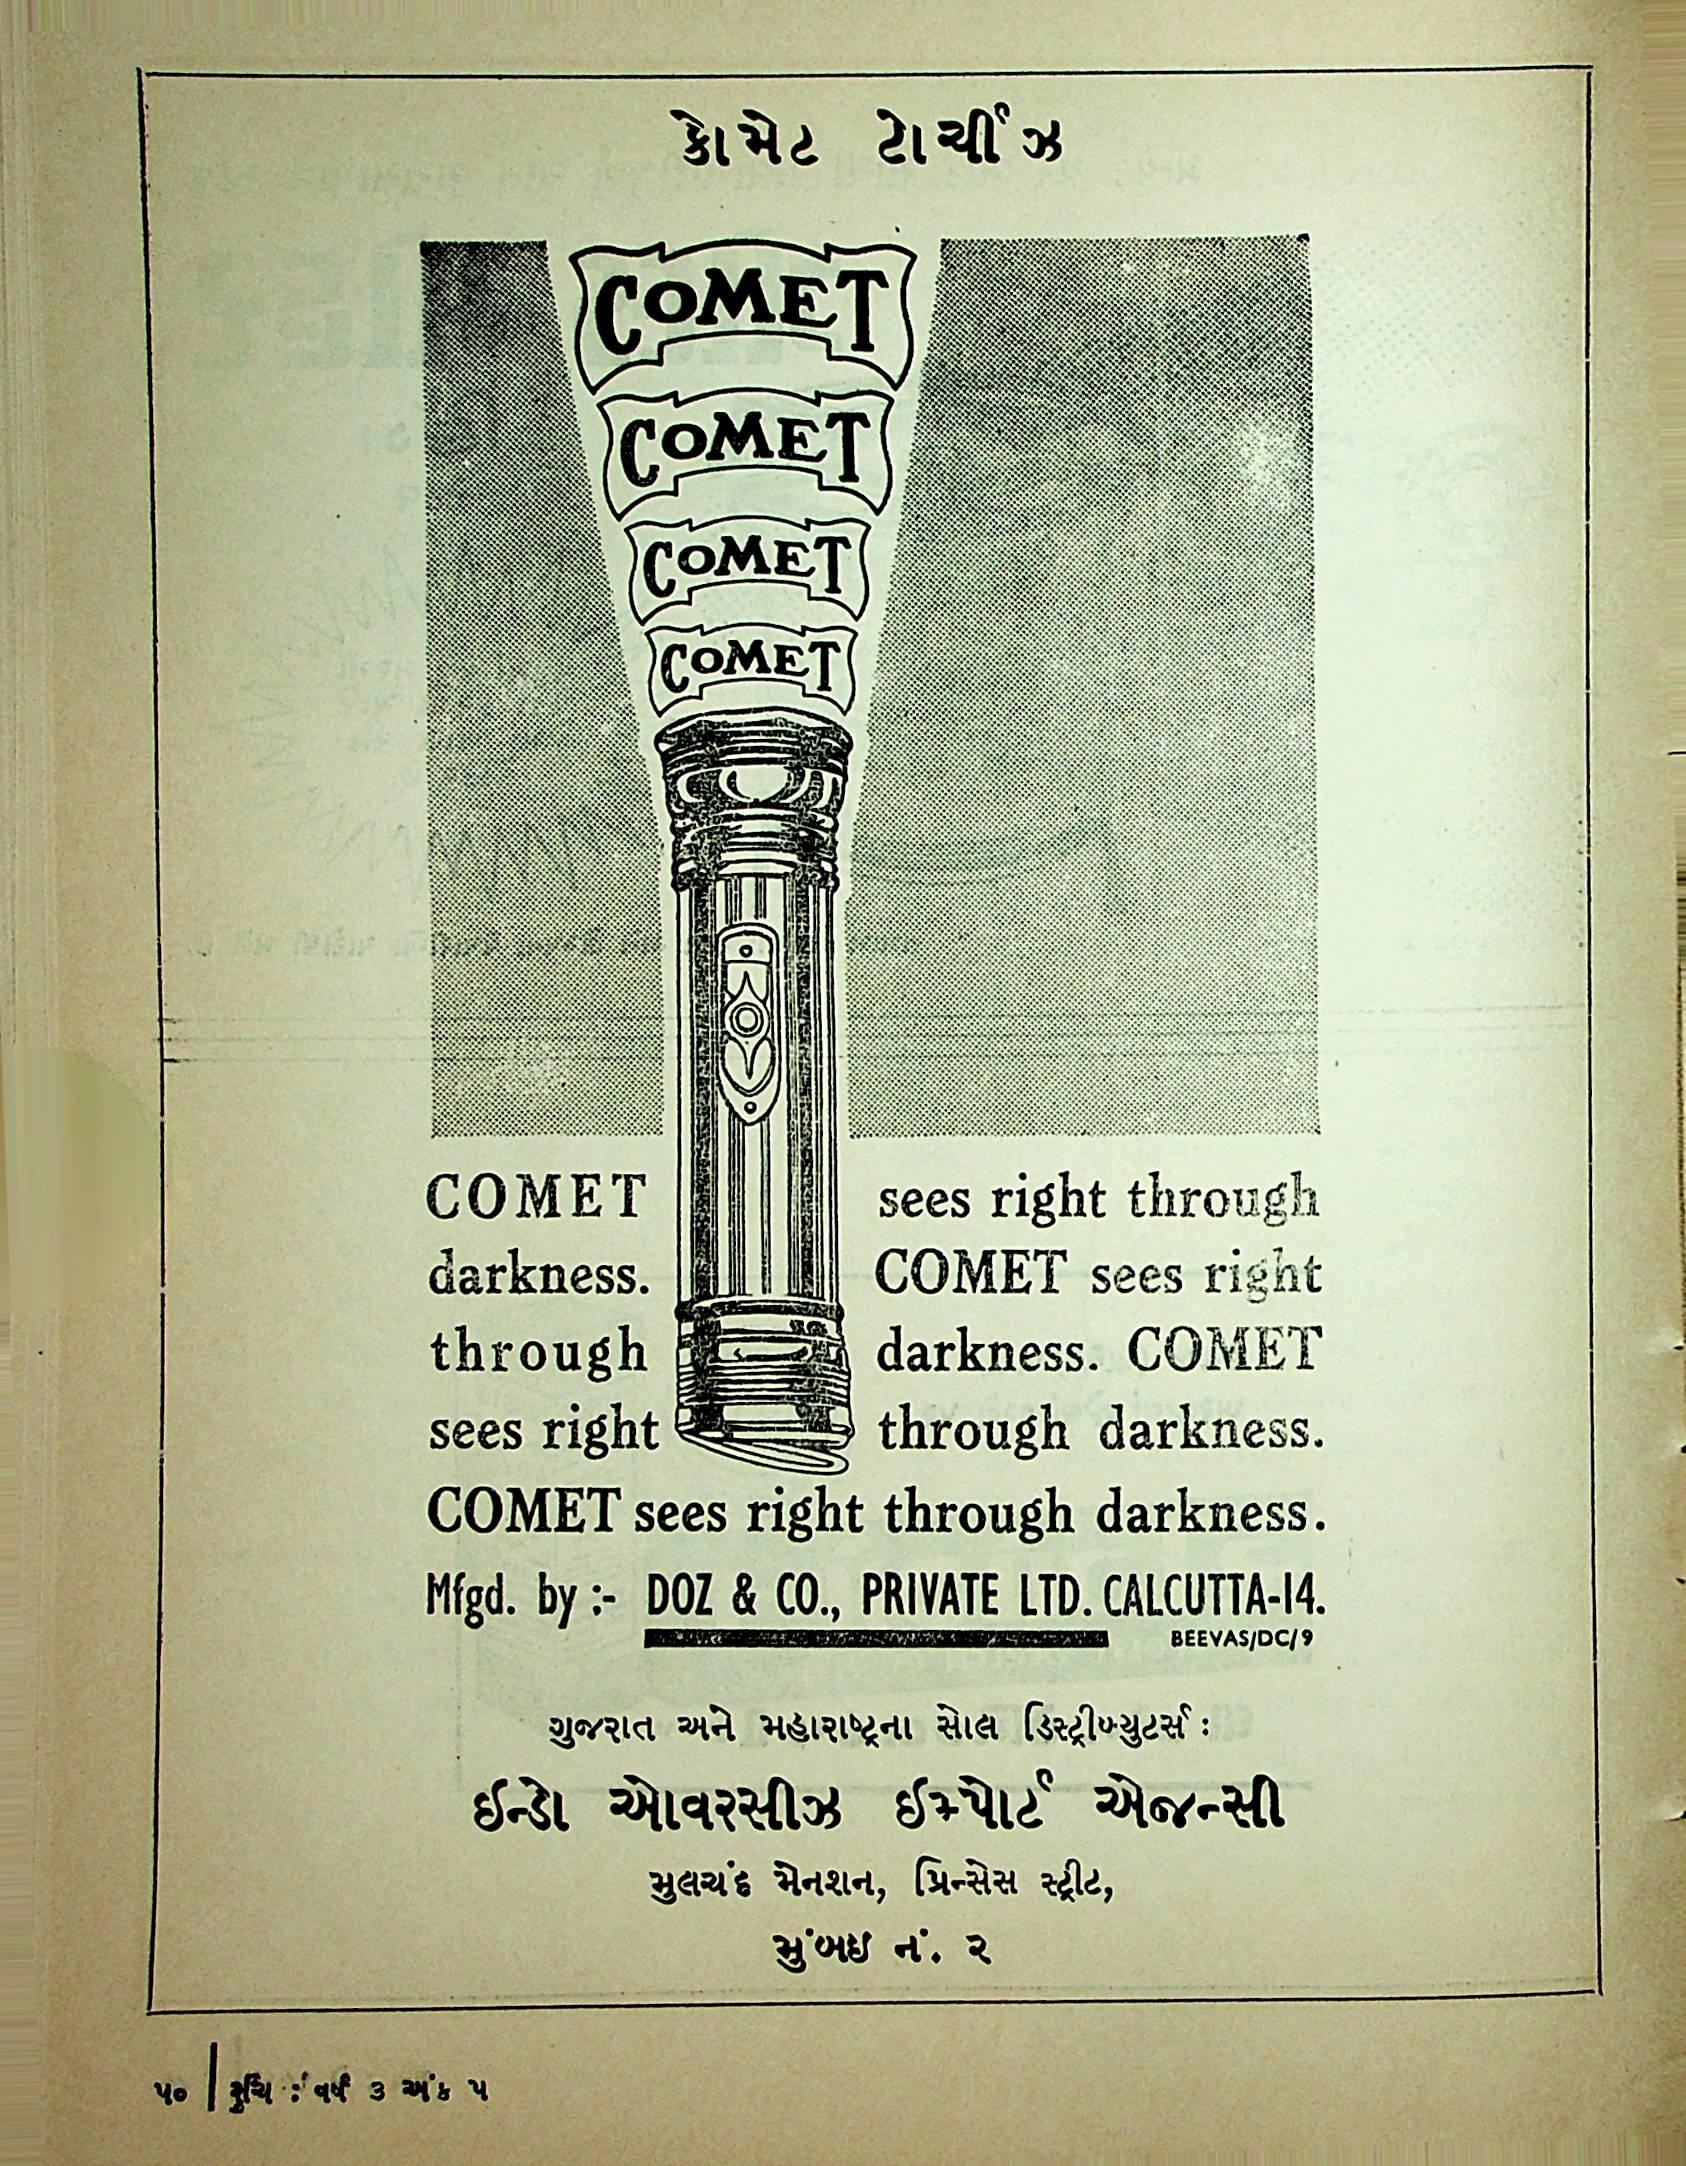 કોમેટ ટોર્ચીઝ
COMET
COMET
COMET
COMET
COMET sees right through
darkness. COMET sees right
through darkness. COMET
sees right through darkness.
COMET sees right through darkness.
Mfgd. by :- DOZ & CO., PRIVATE LTD. CALCUTTA-14.
BEEVAS/DC/9
ગુજરાત અને મહારાષ્ટ્રના સોલ ડિસ્ટ્રીબ્યુટર્સ :
ઈન્ડો ઓવરસીઝ ઈમ્પોર્ટ એજન્સી
મુલચંદ મેનશન, પ્રિન્સેસ સ્ટ્રીટ,
મુંબઇ નં. ૨
૫૦ | રુચિ : વર્ષ ૩ અંક ૫